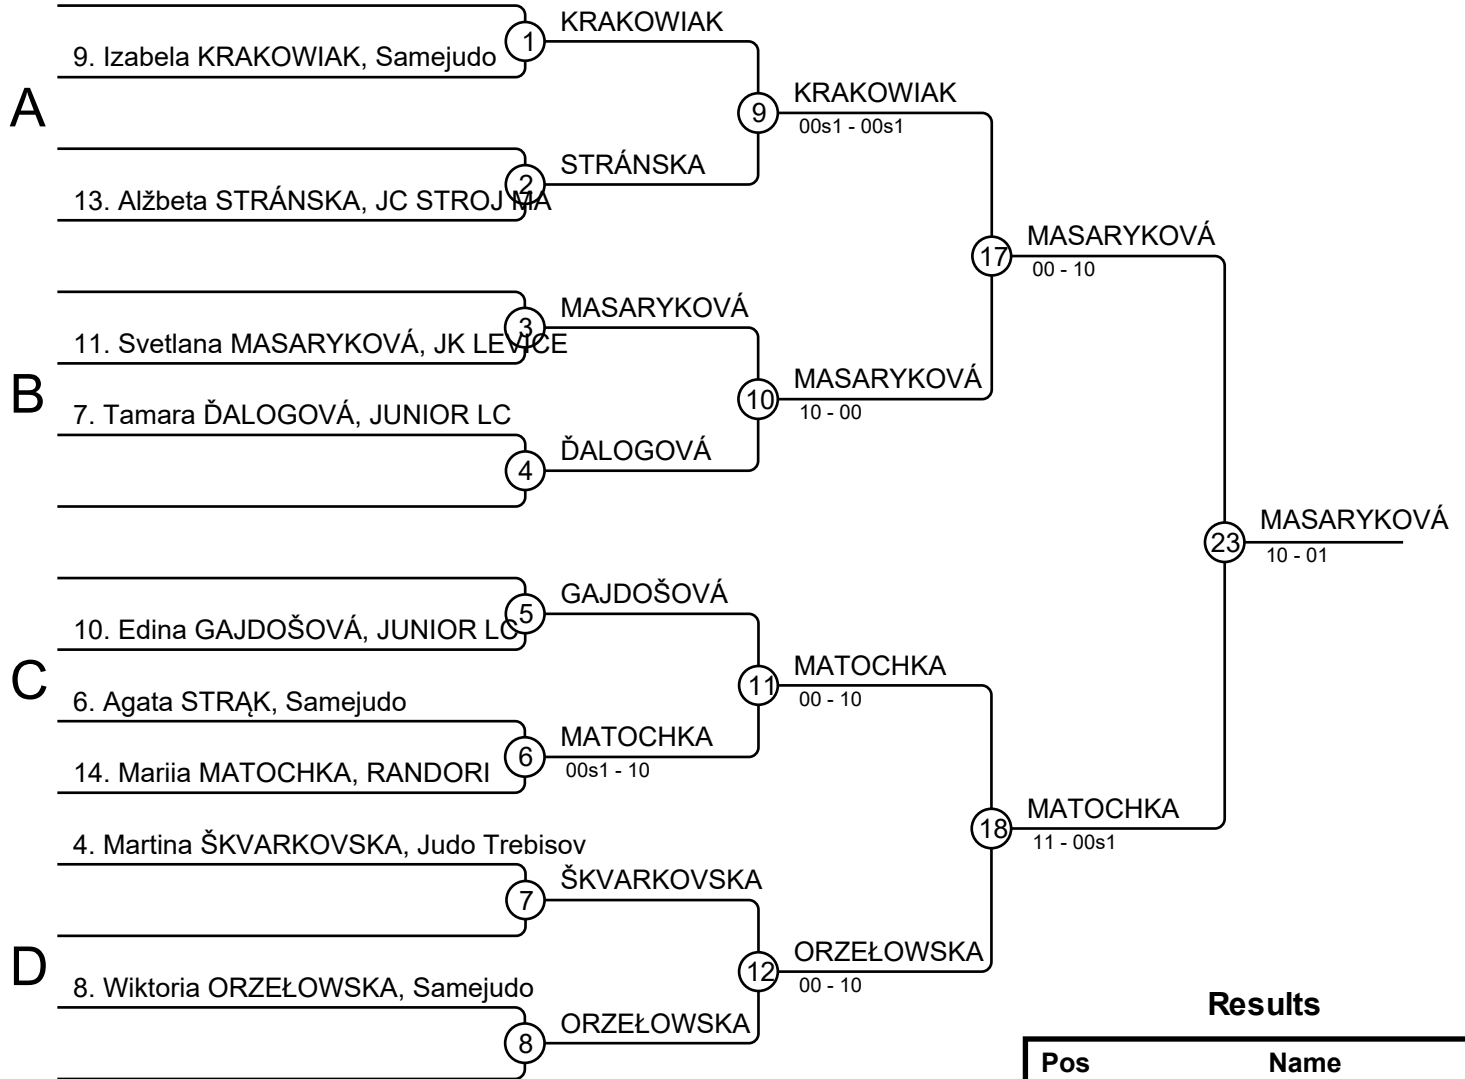 KRAKOWIAK
1
9. Izabela KRAKOWIAK, Samejudo
A
KRAKOWIAK
9
00s1 - 00s1
STRÁNSKA
2
13. Alžbeta STRÁNSKA, JC STROJ MA
MASARYKOVÁ
17
00 - 10
MASARYKOVÁ
3
11. Svetlana MASARYKOVÁ, JK LEVICE
B
MASARYKOVÁ
10
10 - 00
7. Tamara ĎALOGOVÁ, JUNIOR LC
ĎALOGOVÁ
4
MASARYKOVÁ
23
10 - 01
GAJDOŠOVÁ
5
10. Edina GAJDOŠOVÁ, JUNIOR LC
C
MATOCHKA
11
00 - 10
6. Agata STRĄK, Samejudo
MATOCHKA
6
00s1 - 10
14. Mariia MATOCHKA, RANDORI
MATOCHKA
18
11 - 00s1
4. Martina ŠKVARKOVSKA, Judo Trebisov
ŠKVARKOVSKA
7
D
ORZEŁOWSKA
12
00 - 10
8. Wiktoria ORZEŁOWSKA, Samejudo
ORZEŁOWSKA
8
Results
Pos Name